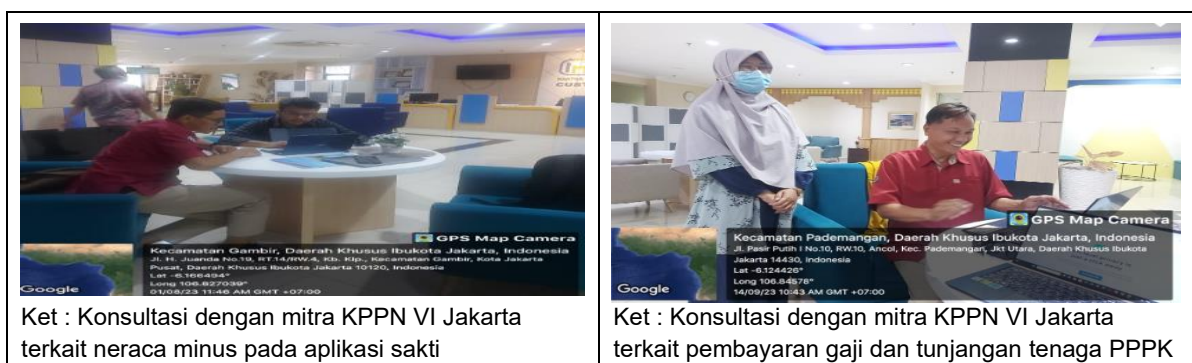 GPS Map Camera
Kecamatan Gambir, Daerah Khusus Ibukota Jakarta, Indonesia
Jl. H. Juanda No.19, RT.14/RW.4, Kb. Klp., Kecamatan Gambir, Kota Jakarta
Pusat, Daerah Khusus Ibukota Jakarta 10120, Indonesia
Lat -6.166494°
Long 106.827039°
01/08/23 11:46 AM GMT +07:00
Google
Ket : Konsultasi dengan mitra KPPN VI Jakarta
terkait neraca minus pada aplikasi sakti
GPS Map Camera
Kecamatan Pademangan, Daerah Khusus Ibukota Jakarta, Indonesia
Jl. Pasir Putih I No.10, RW.10, Ancol, Kec. Pademangan, Jkt Utara, Daerah Khusus Ibukota
Jakarta 14430, Indonesia
Lat -6.124426°
Long 106.84578°
14/09/23 10:43 AM GMT +07:00
Google
Ket : Konsultasi dengan mitra KPPN VI Jakarta
terkait pembayaran gaji dan tunjangan tenaga PPPK